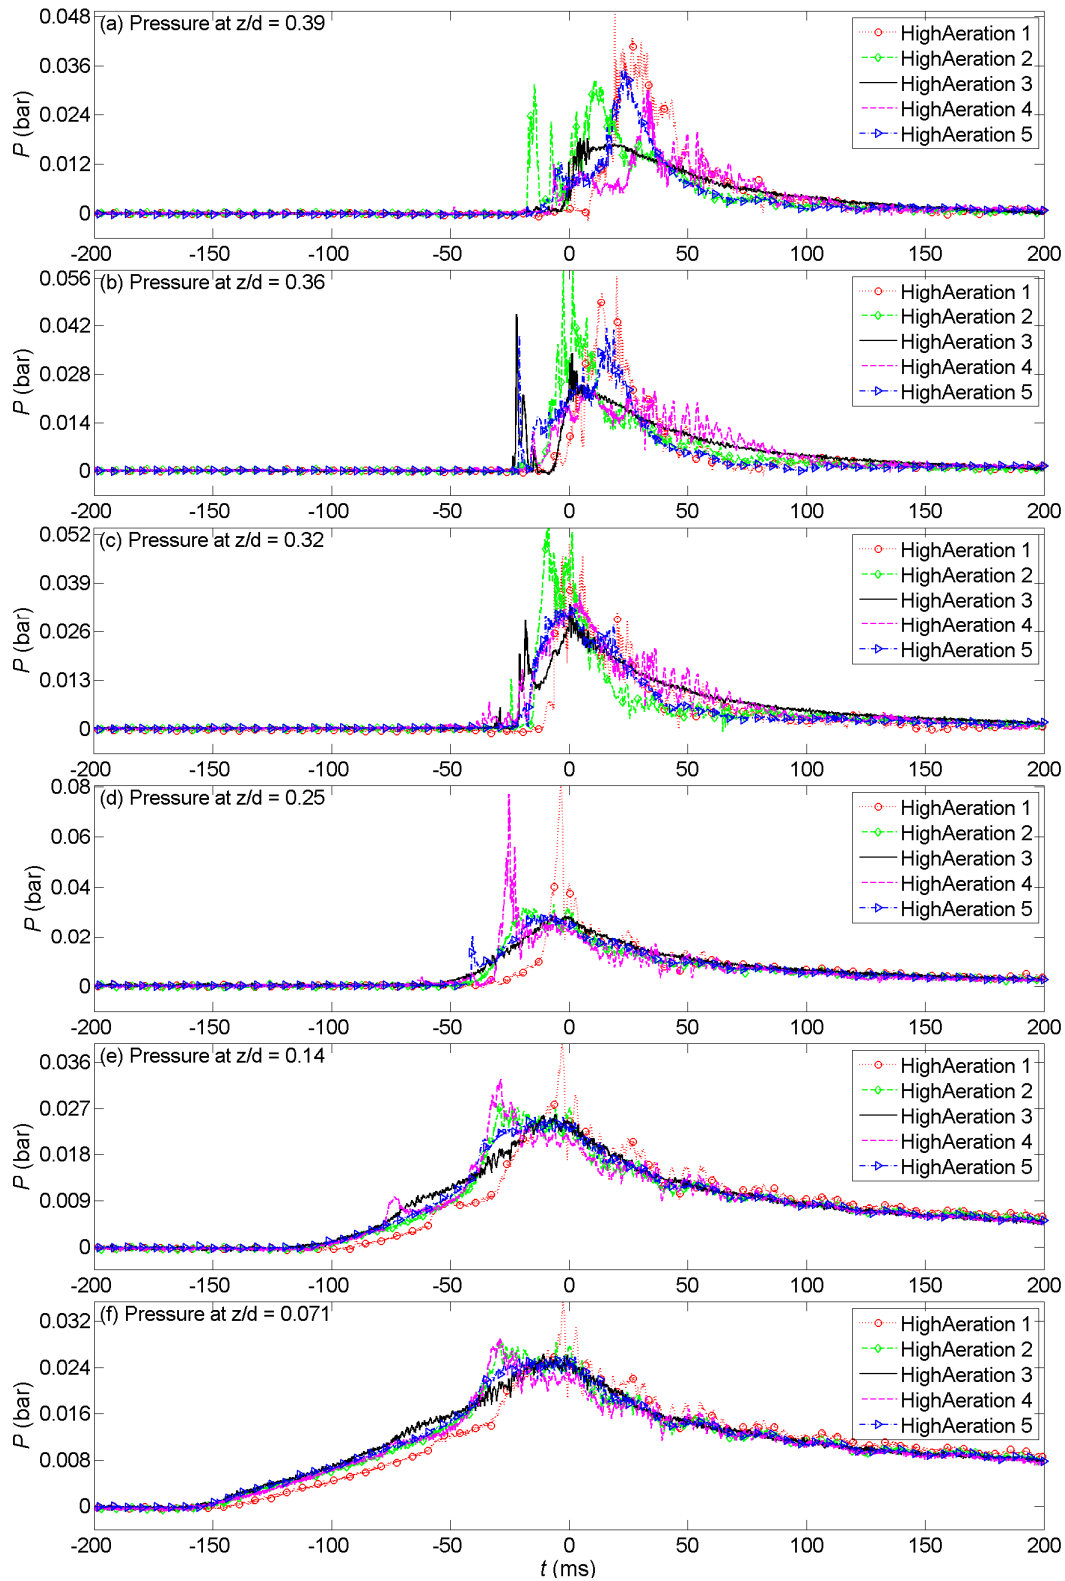 (a) Pressure at z/d = 0.39
HighAeration 1
HighAeration 2
HighAeration 3
HighAeration 4
HighAeration 5
P (bar)
0.048
0.036
0.024
0.012
0
-200 -150 -100 -50 0 50 100 150 200
(b) Pressure at z/d = 0.36
HighAeration 1
HighAeration 2
HighAeration 3
HighAeration 4
HighAeration 5
P (bar)
0.056
0.042
0.028
0.014
0
-200 -150 -100 -50 0 50 100 150 200
(c) Pressure at z/d = 0.32
HighAeration 1
HighAeration 2
HighAeration 3
HighAeration 4
HighAeration 5
P (bar)
0.052
0.039
0.026
0.013
0
-200 -150 -100 -50 0 50 100 150 200
(d) Pressure at z/d = 0.25
HighAeration 1
HighAeration 2
HighAeration 3
HighAeration 4
HighAeration 5
P (bar)
0.08
0.06
0.04
0.02
0
-200 -150 -100 -50 0 50 100 150 200
(e) Pressure at z/d = 0.14
HighAeration 1
HighAeration 2
HighAeration 3
HighAeration 4
HighAeration 5
P (bar)
0.036
0.027
0.018
0.009
0
-200 -150 -100 -50 0 50 100 150 200
(f) Pressure at z/d = 0.071
HighAeration 1
HighAeration 2
HighAeration 3
HighAeration 4
HighAeration 5
P (bar)
0.032
0.024
0.016
0.008
0
-200 -150 -100 -50 0 50 100 150 200
t (ms)